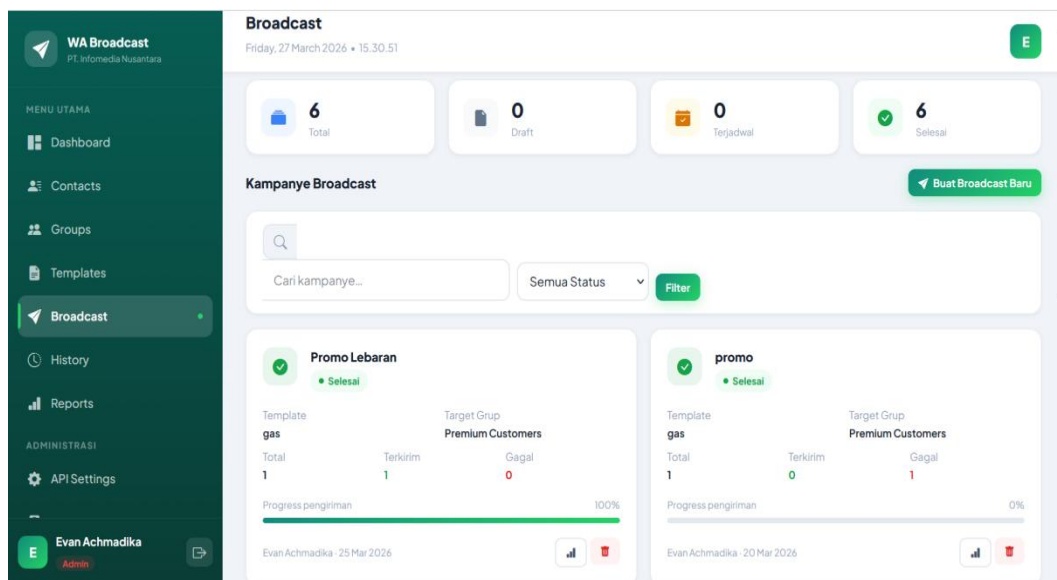 WA Broadcast
PT. Infomedia Nusantara
MENU UTAMA
Dashboard
Contacts
Groups
Templates
Broadcast
History
Reports
ADMINISTRASI
API Settings
E
Evan Achmadika
Admin
Broadcast
Friday, 27 March 2026 • 15.30.51
E
6
Total
0
Draft
0
Terjadwal
6
Selesai
Kampanye Broadcast
Buat Broadcast Baru
Cari kampanye...
Semua Status
Filter
Promo Lebaran
• Selesai
Template
Target Grup
gas
Premium Customers
Total
Terkirim
Gagal
1
1
0
Progress pengiriman
100%
Evan Achmadika · 25 Mar 2026
promo
• Selesai
Template
Target Grup
gas
Premium Customers
Total
Terkirim
Gagal
1
0
1
Progress pengiriman
0%
Evan Achmadika · 20 Mar 2026